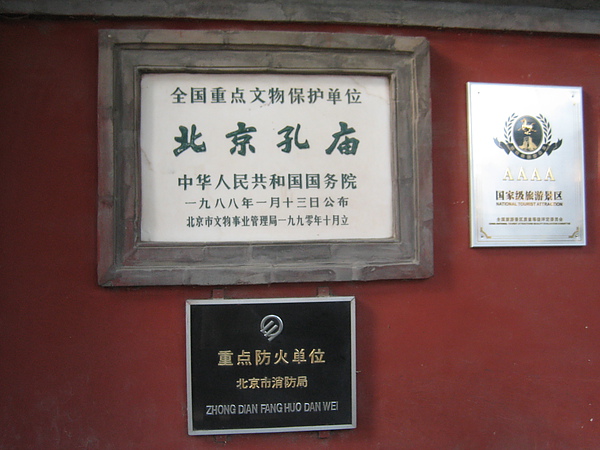 全国重点文物保护单位
北京孔庙
中华人民共和国国务院
一九八八年一月十三日公布
北京市文物事业管理局一九九零年十月立
AAAA
国家级旅游景区
NATIONAL TOURIST ATTRACTION
重点防火单位
北京市消防局
ZHONG DIAN FANG HUO DAN WEI